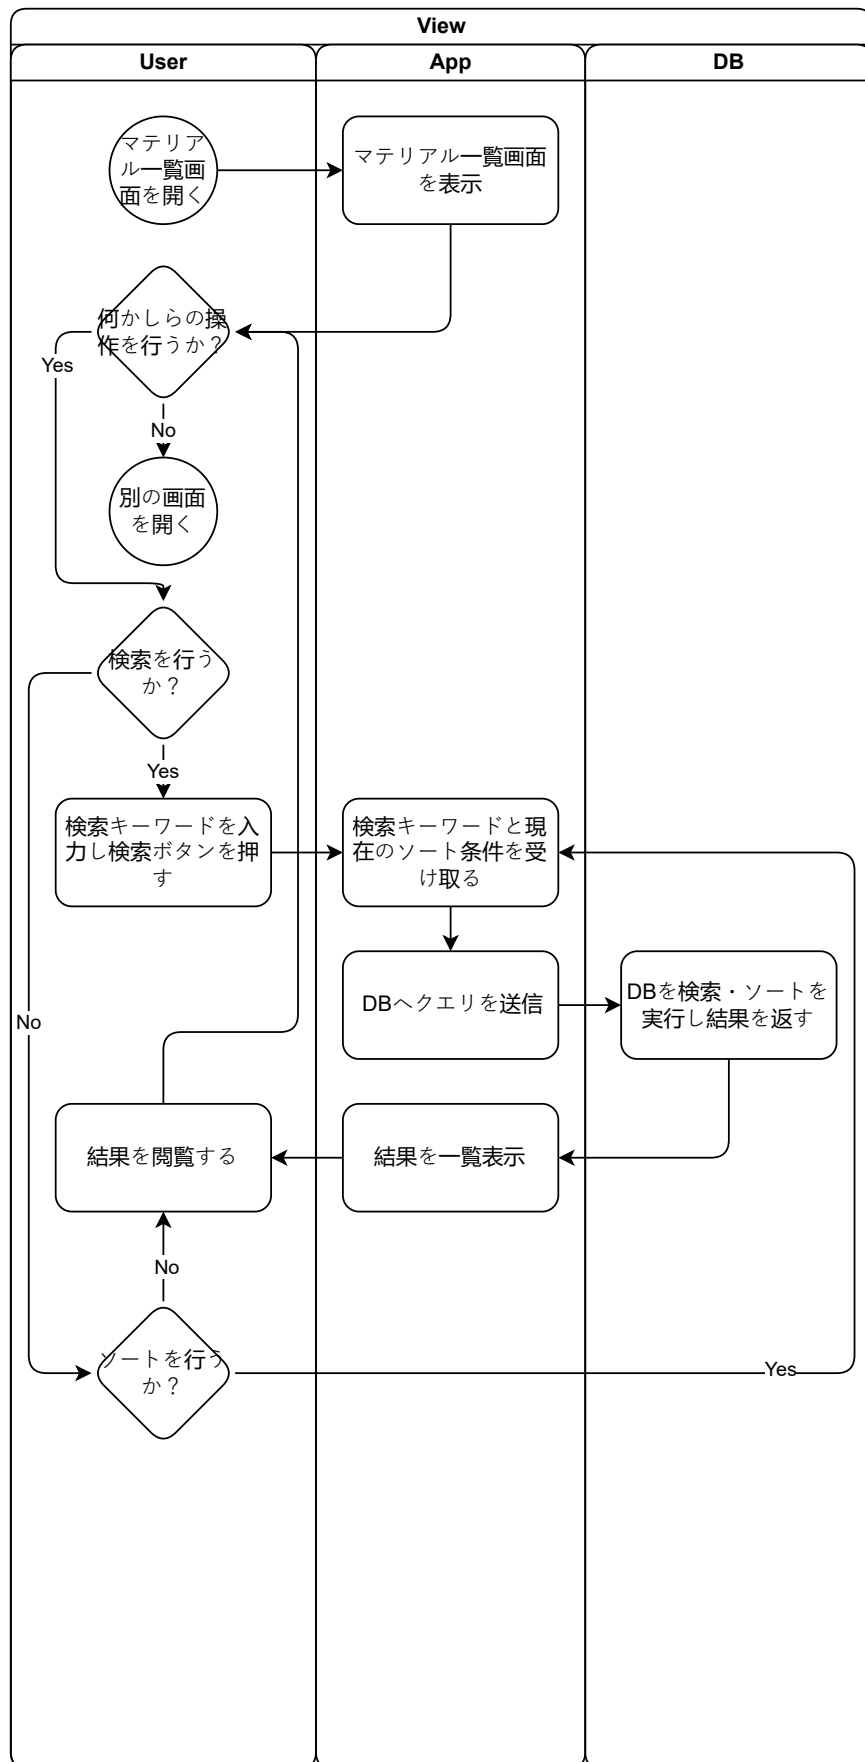 View
User
App
DB
マテリア
ル一覧画
面を開く
マテリアル一覧画面
を表示
何かしらの操
作を行うか？
Yes
No
別の画面
を開く
検索を行う
か？
Yes
検索キーワードを入
力し検索ボタンを押
す
検索キーワードと現
在のソート条件を受
け取る
DBへクエリを送信
DBを検索・ソートを
実行し結果を返す
No
結果を閲覧する
結果を一覧表示
No
ソートを行う
か？
Yes